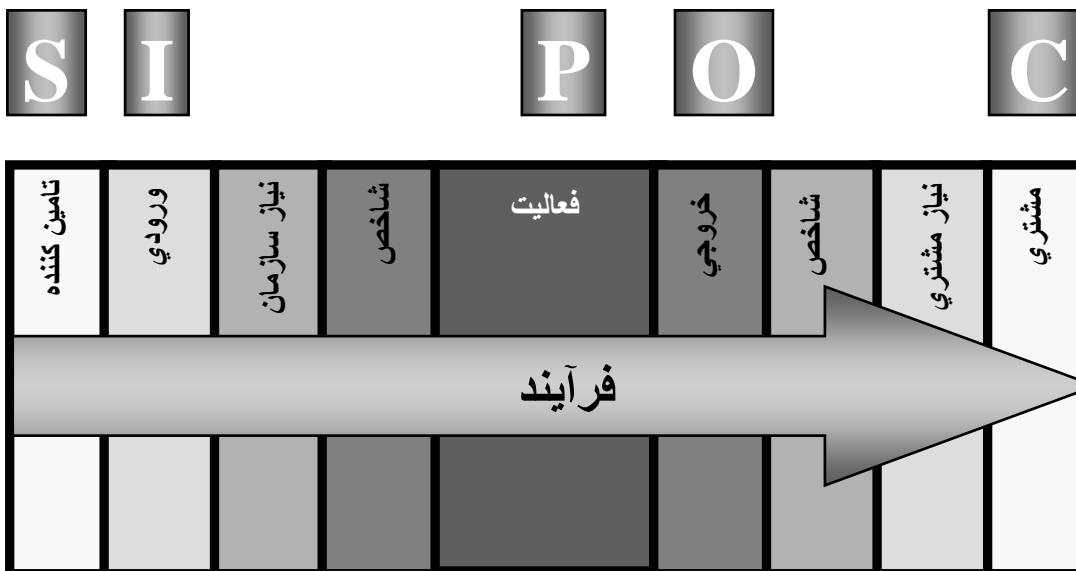 S I P O C
تامين كننده
ورودي
نياز سازمان
شاخص
فعاليت
خروجي
شاخص
نياز مشتري
مشتري
فرآيند